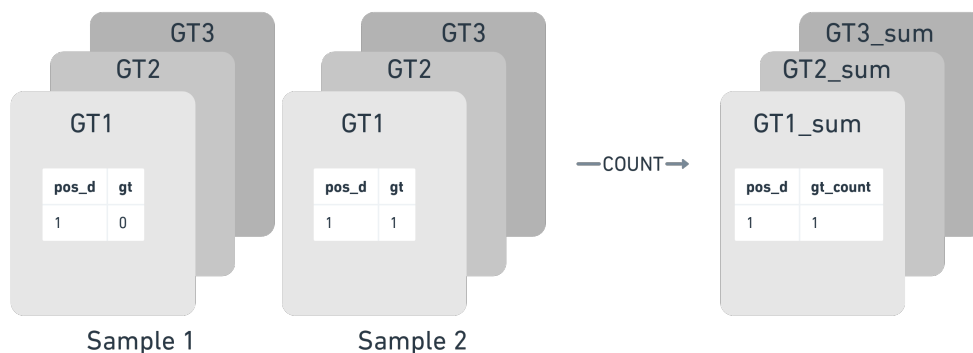 GT3
GT2
GT1
pos_d gt
1 0
Sample 1
GT3
GT2
GT1
pos_d gt
1 1
Sample 2
COUNT
GT3_sum
GT2_sum
GT1_sum
pos_d gt_count
1 1